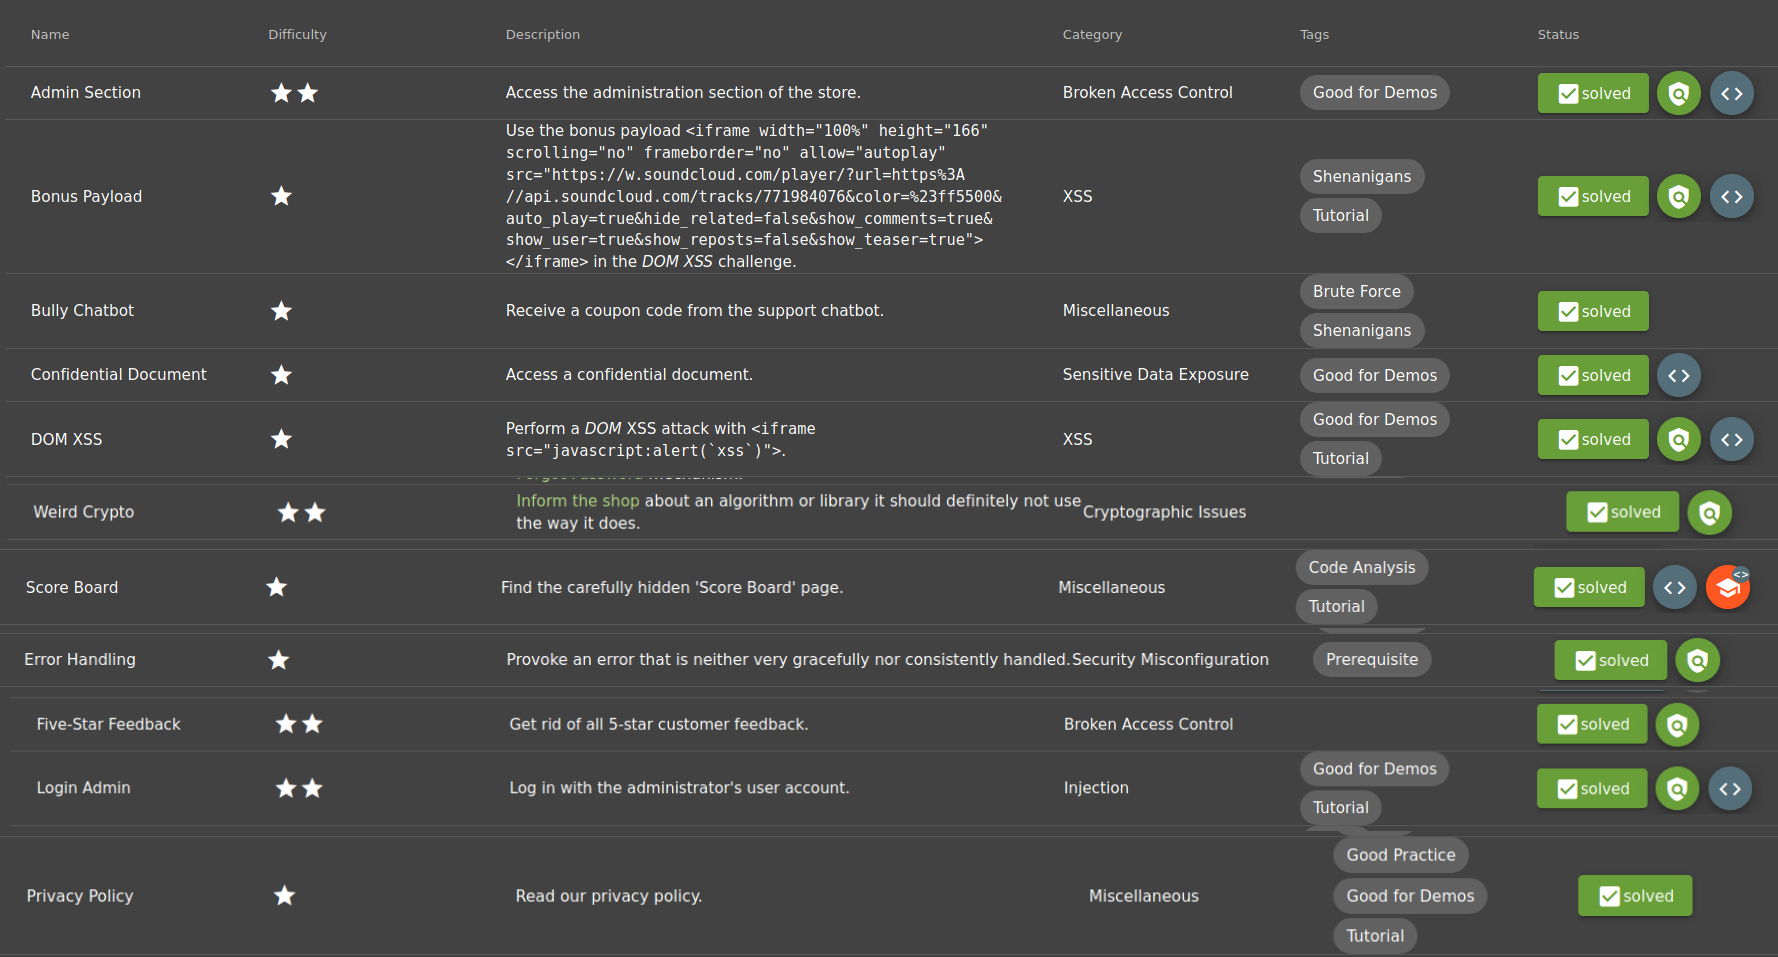 Name Difficulty Description Category Tags Status
Admin Section Access the administration section of the store. Broken Access Control Good for Demos solved
Use the bonus payload <iframe width="100%" height="166"
scrolling="no" frameborder="no" allow="autoplay"
src="https://w.soundcloud.com/player/?url=https%3A
//api.soundcloud.com/tracks/771984076&color=%23ff5500&
auto_play=true&hide_related=false&show_comments=true&
show_user=true&show_reposts=false&show_teaser=true">
</iframe> in the DOM XSS challenge.
Bonus Payload XSS
Shenanigans
Tutorial
solved
Bully Chatbot Receive a coupon code from the support chatbot. Miscellaneous
Brute Force
Shenanigans
solved
Confidential Document Access a confidential document. Sensitive Data Exposure Good for Demos solved
DOM XSS
Perform a DOM XSS attack with <iframe
src="javascript:alert(`xss`)">.
XSS
Good for Demos
Tutorial
solved
Weird Crypto
Inform the shop about an algorithm or library it should definitely not use
the way it does.
Cryptographic Issues solved
Score Board Find the carefully hidden 'Score Board' page. Miscellaneous
Code Analysis
Tutorial
solved <>
Error Handling Provoke an error that is neither very gracefully nor consistently handled. Security Misconfiguration Prerequisite solved
Five-Star Feedback Get rid of all 5-star customer feedback. Broken Access Control solved
Login Admin Log in with the administrator's user account. Injection
Good for Demos
Tutorial
solved
Privacy Policy Read our privacy policy. Miscellaneous
Good Practice
Good for Demos
Tutorial
solved